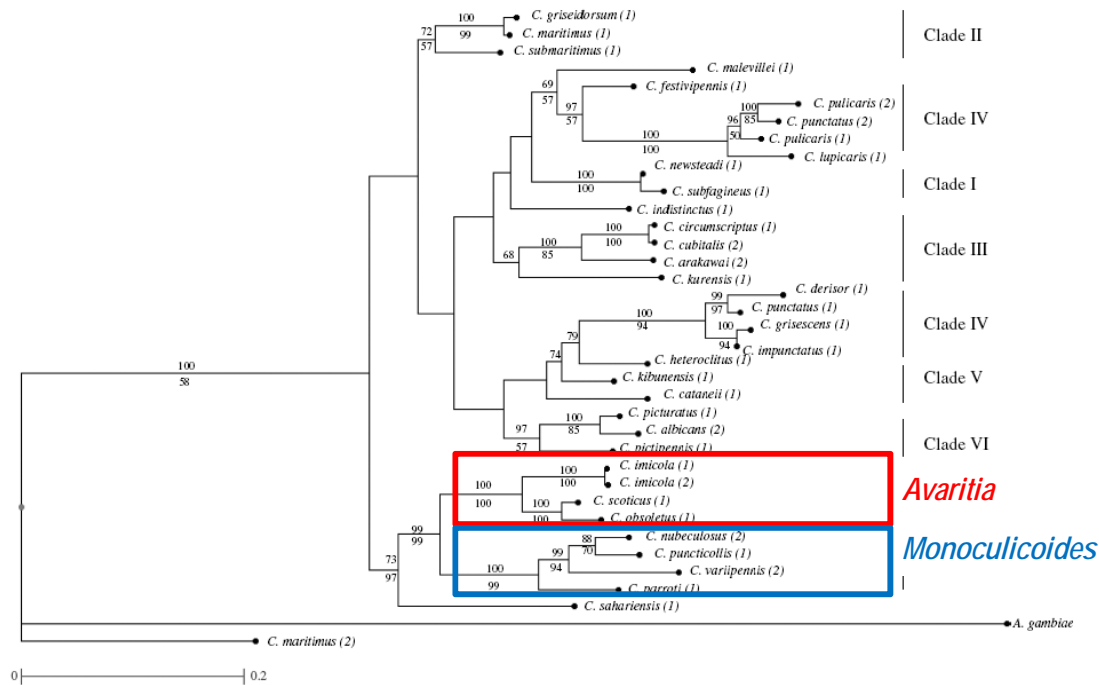 100
C. griseidorsum (1)
72
99
C. maritimus (1)
57
C. submaritimus (1)
Clade II
C. malevillei (1)
69
57
C. festivipennis (1)
97
57
100
C. pulicaris (2)
96
85
C. punctatus (2)
Clade IV
100
50
C. pulicaris (1)
100
C. lupicaris (1)
C. newsteadi (1)
100
100
C. subfagineus (1)
Clade I
C. indistinctus (1)
C. circumscriptus (1)
100
100
100
C. cubitalis (2)
Clade III
68
85
C. arakawai (2)
C. kurensis (1)
C. derisor (1)
99
97
C. punctatus (1)
100
94
100
C. grisescens (1)
Clade IV
79
94
C. impunctatus (1)
74
C. heteroclitus (1)
100
58
C. kibunensis (1)
Clade V
C. cataneii (1)
C. picturatus (1)
100
97
85
C. albicans (2)
57
C. pictipennis (1)
Clade VI
C. imicola (1)
100
100
100
C. imicola (2)
Avaritia
100
100
C. scoticus (1)
100
C. obsoletus (1)
C. nubeculosus (2)
99
99
88
70
C. puncticollis (1)
Monoculicoides
99
73
100
94
C. variipennis (2)
97
99
C. parroti (1)
C. sahariensis (1)
A. gambiae
C. maritimus (2)
0
0.2